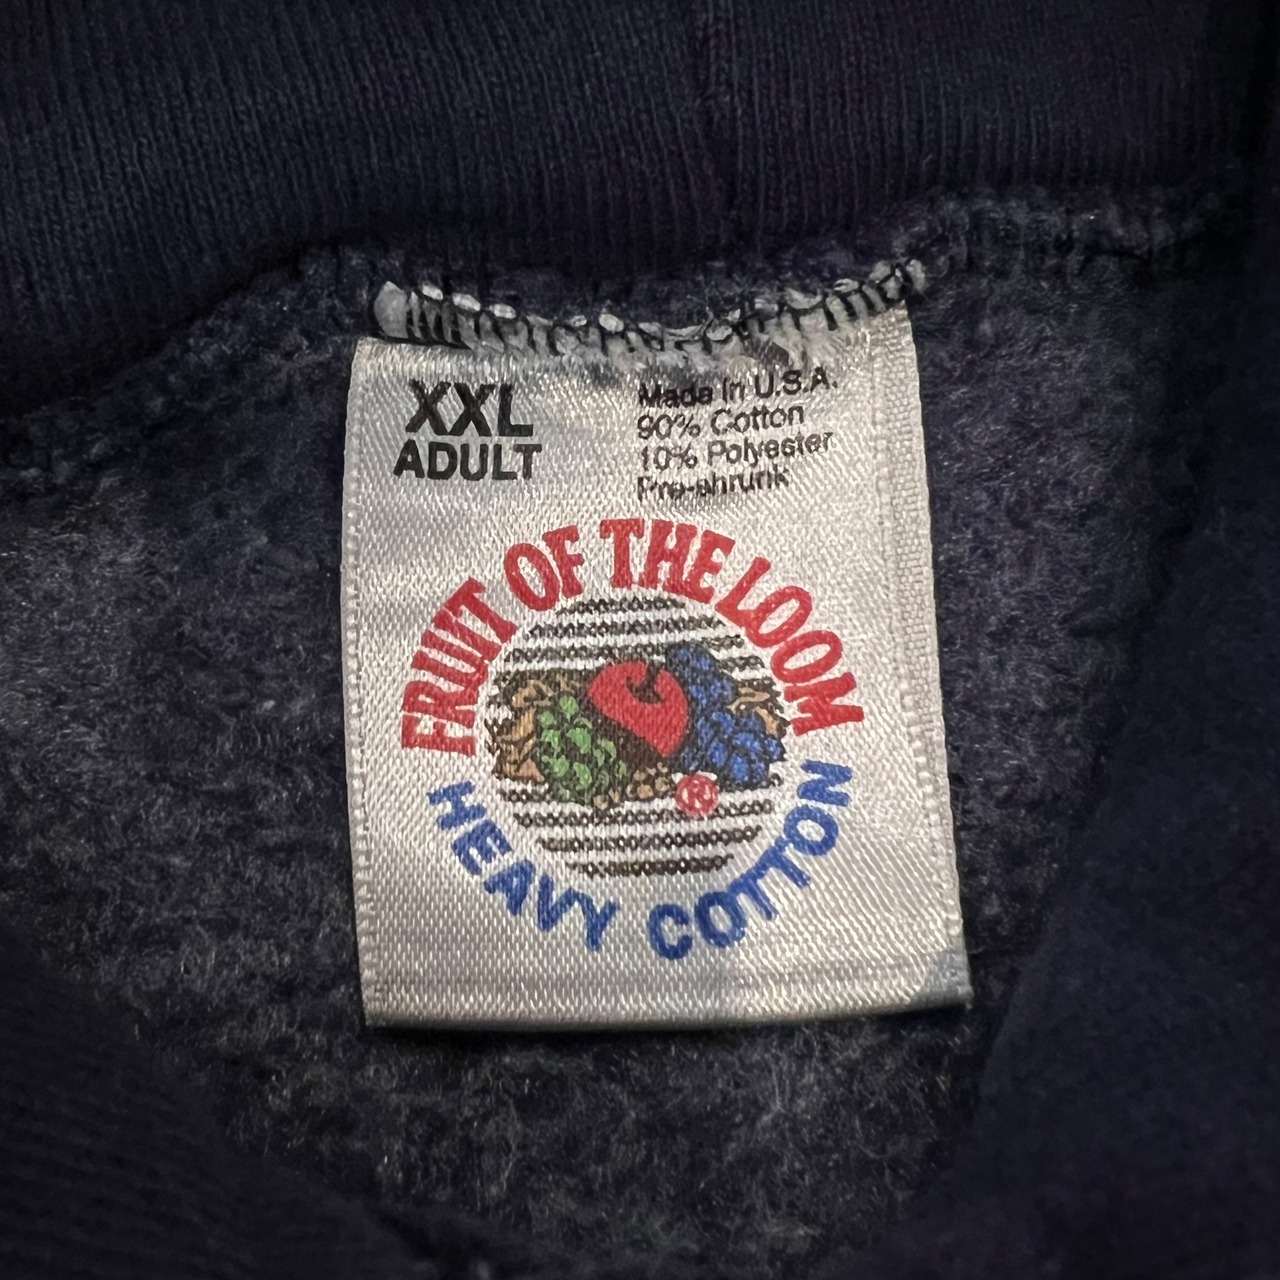 XXL
ADULT
Made In U.S.A.
90% Cotton
10% Polyester
Pre-shrunk
FRUIT OF THE LOOM
®
HEAVY COTTON